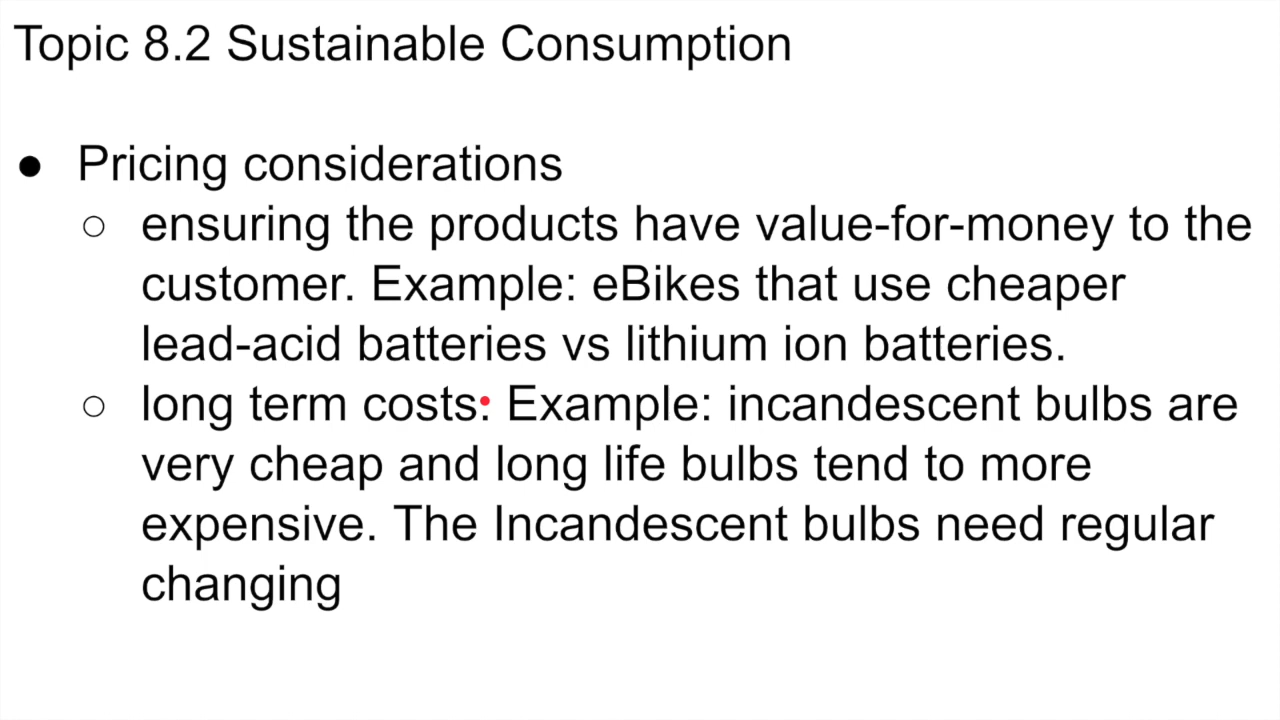 Topic 8.2 Sustainable Consumption
● Pricing considerations
○ ensuring the products have value-for-money to the
customer. Example: eBikes that use cheaper
lead-acid batteries vs lithium ion batteries.
○ long term costs: Example: incandescent bulbs are
very cheap and long life bulbs tend to more
expensive. The Incandescent bulbs need regular
changing